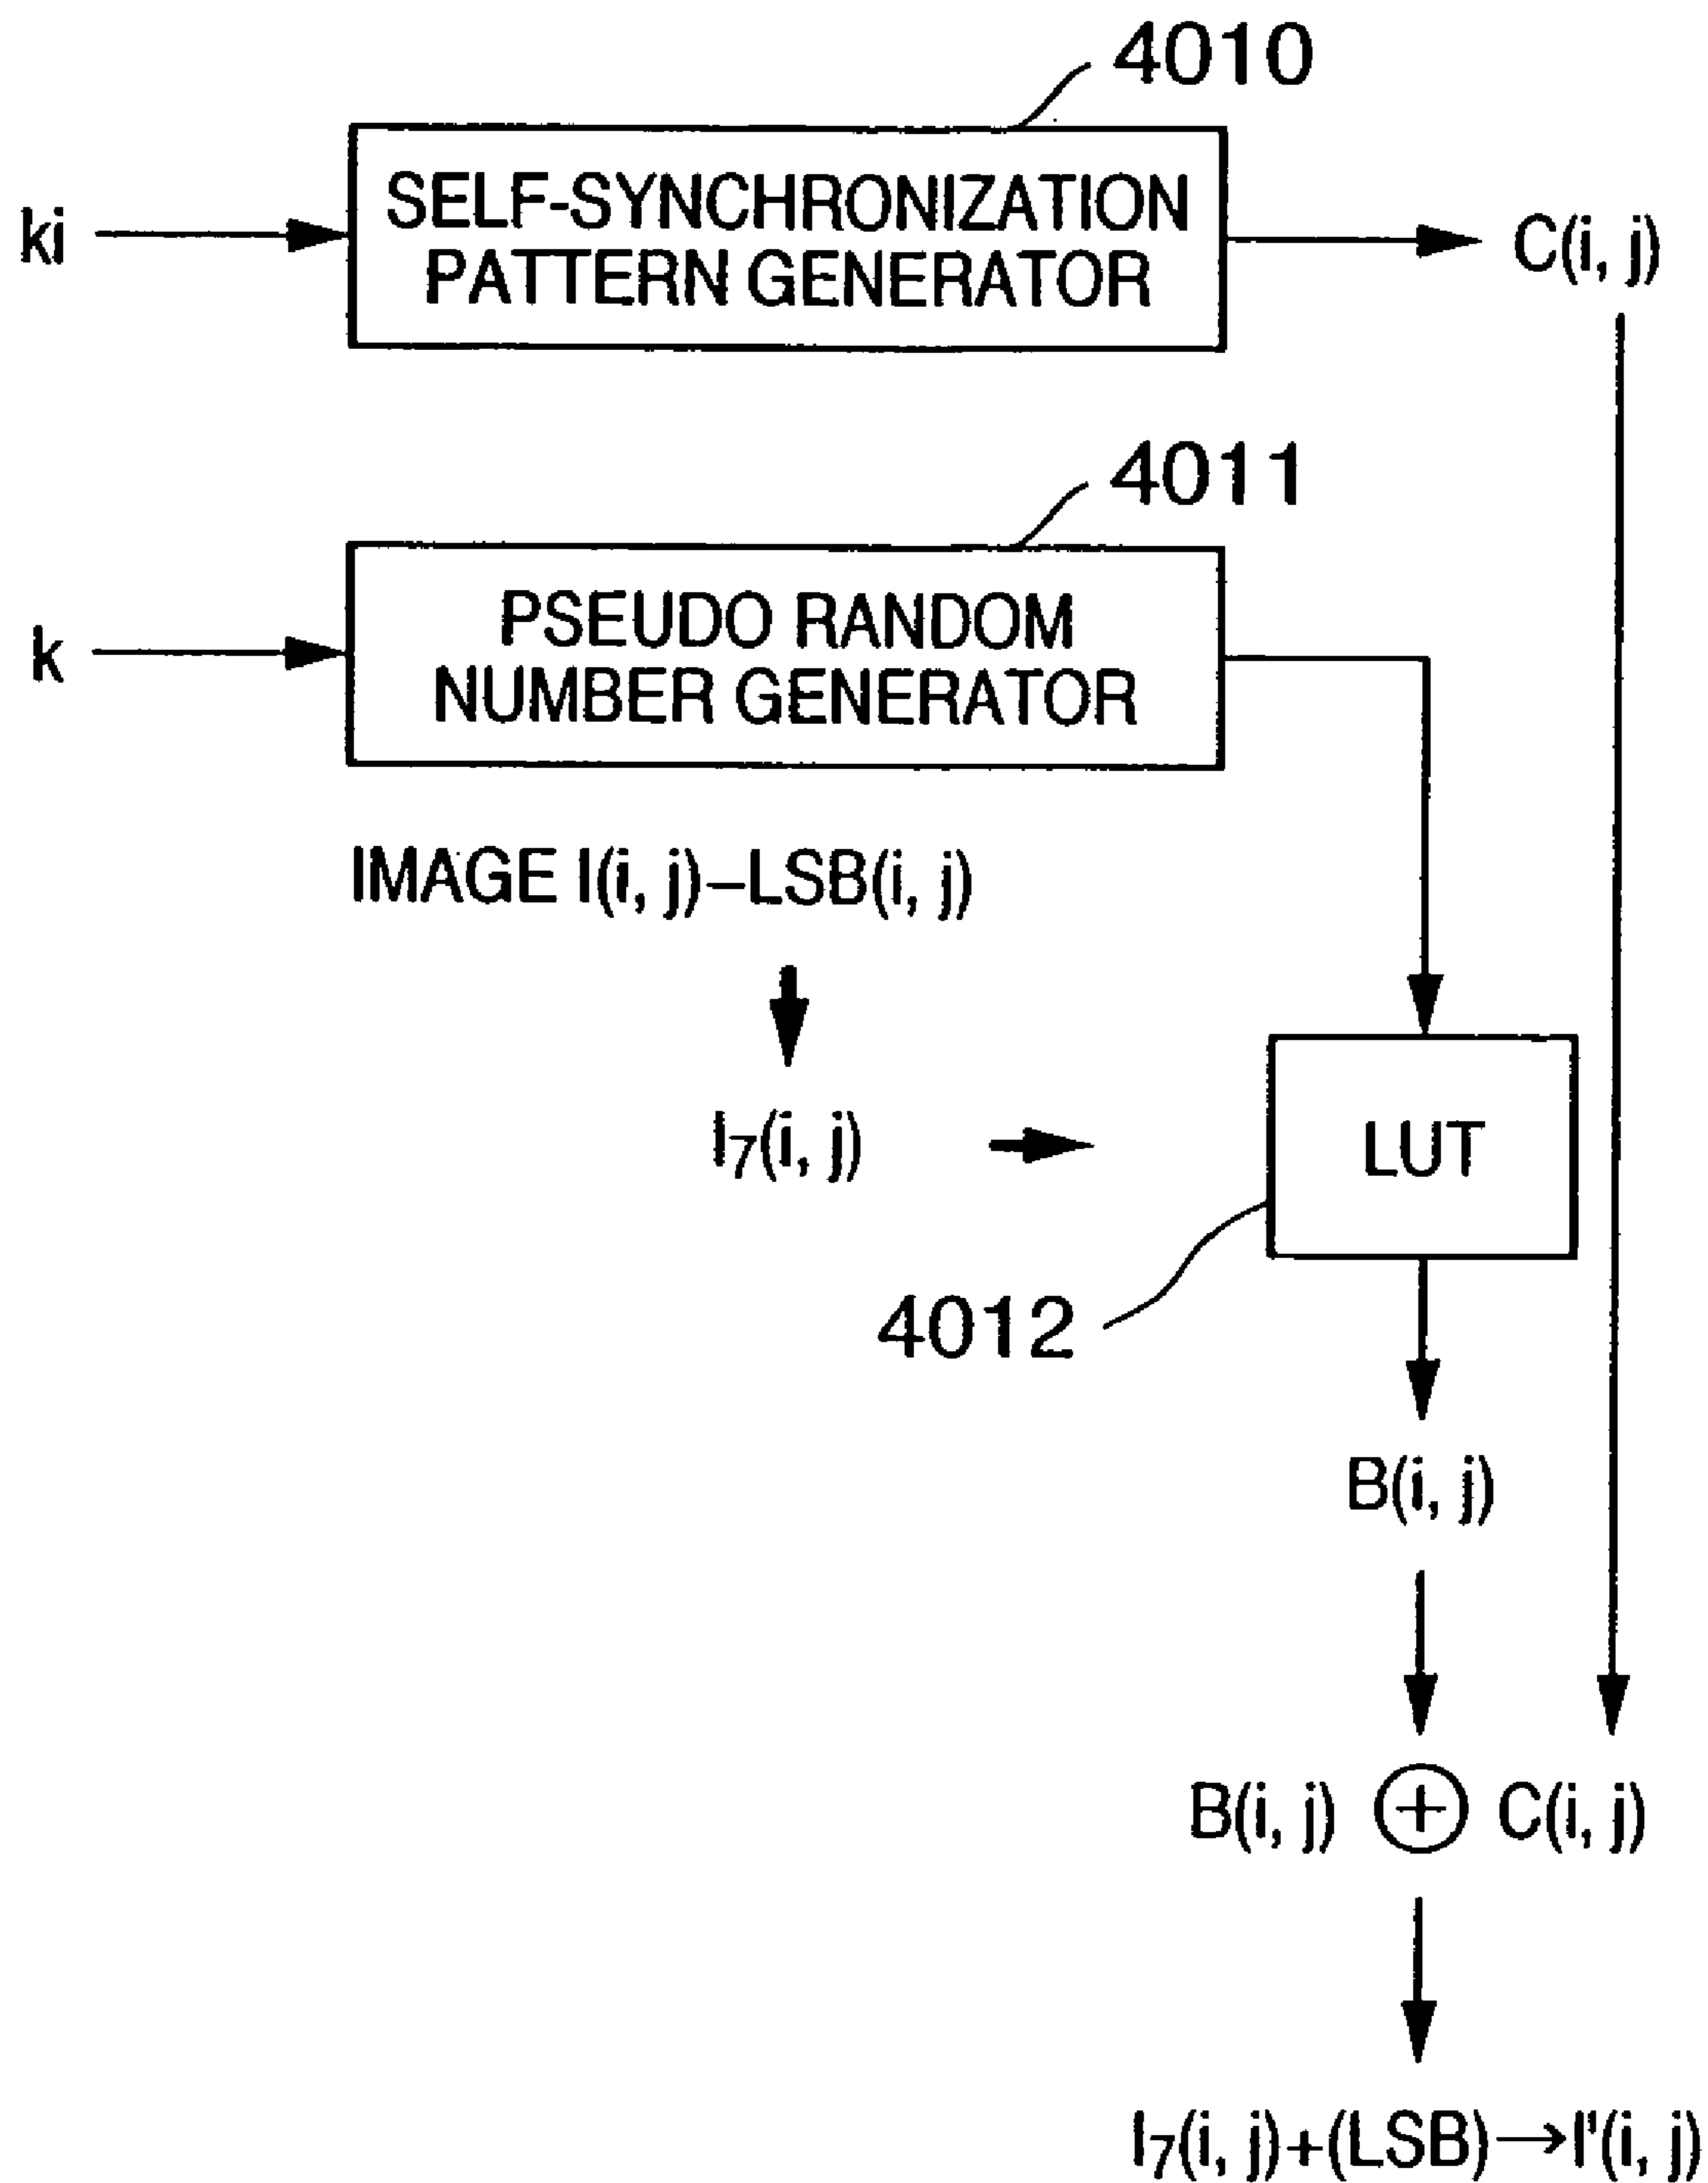 4010
SELF-SYNCHRONIZATION
PATTERN GENERATOR
ki
C(i, j)
4011
PSEUDO RANDOM
NUMBER GENERATOR
k
IMAGE I(i, j)−LSB(i, j)
I₇(i, j)
LUT
4012
B(i, j)
B(i, j) ⊕ C(i, j)
I₇(i, j)+(LSB)→I'(i, j)